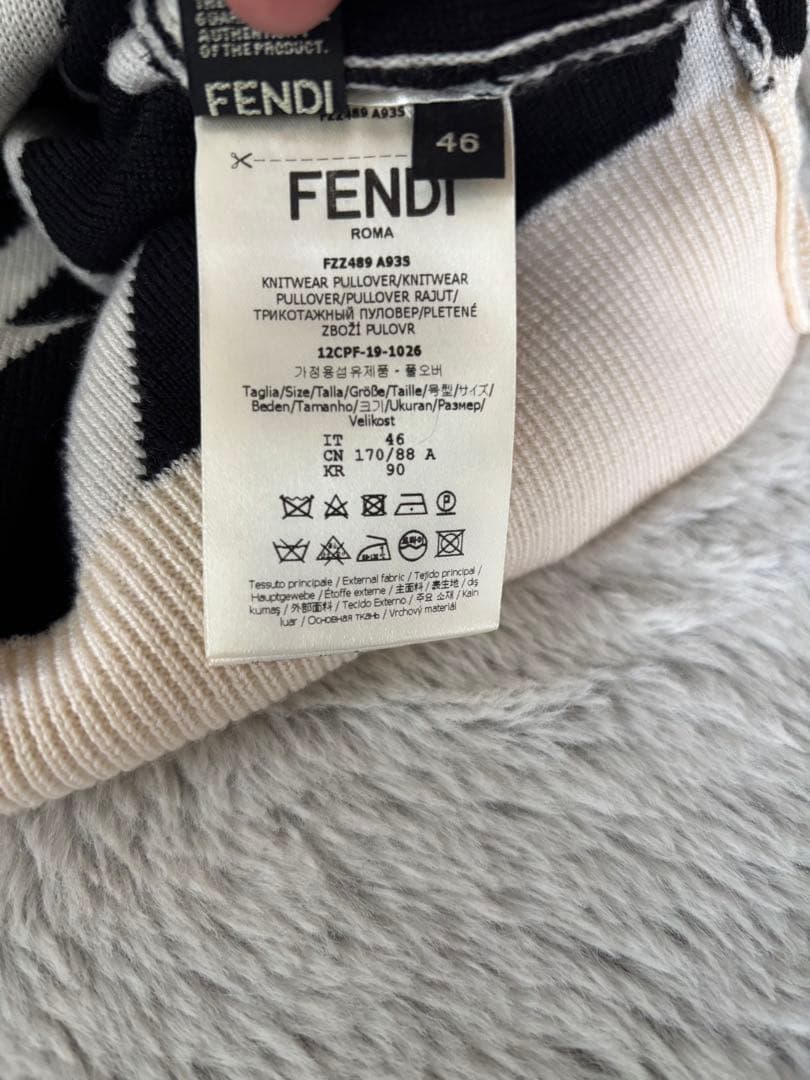 THE
GUARANTEE
AUTHENTICITY
OF THE PRODUCT.
FENDI
FZZ489 A93S
46
FENDI
ROMA
FZZ489 A93S
KNITWEAR PULLOVER/KNITWEAR
PULLOVER/PULLOVER RAJUT/
ТРИКОТАЖНЫЙ ПУЛОВЕР/PLETENÉ
ZBOŽÍ PULOVR
12CPF-19-1026
가정용섬유제품 - 풀오버
Taglia/Size/Talla/Größe/Taille/号型/サイズ/
Beden/Tamanho/크기/Ukuran/Размер/
Velikost
IT 46
CN 170/88 A
KR 90
P
드라이
Tessuto principale / External fabric / Tejido principal /
Hauptgewebe / Étoffe externe / 主面料 / 表生地 / dış
kumaş / 外部面料 / Tecido Externo / 주요 소재 / Kain
luar / Основная ткань / Vrchový materiál